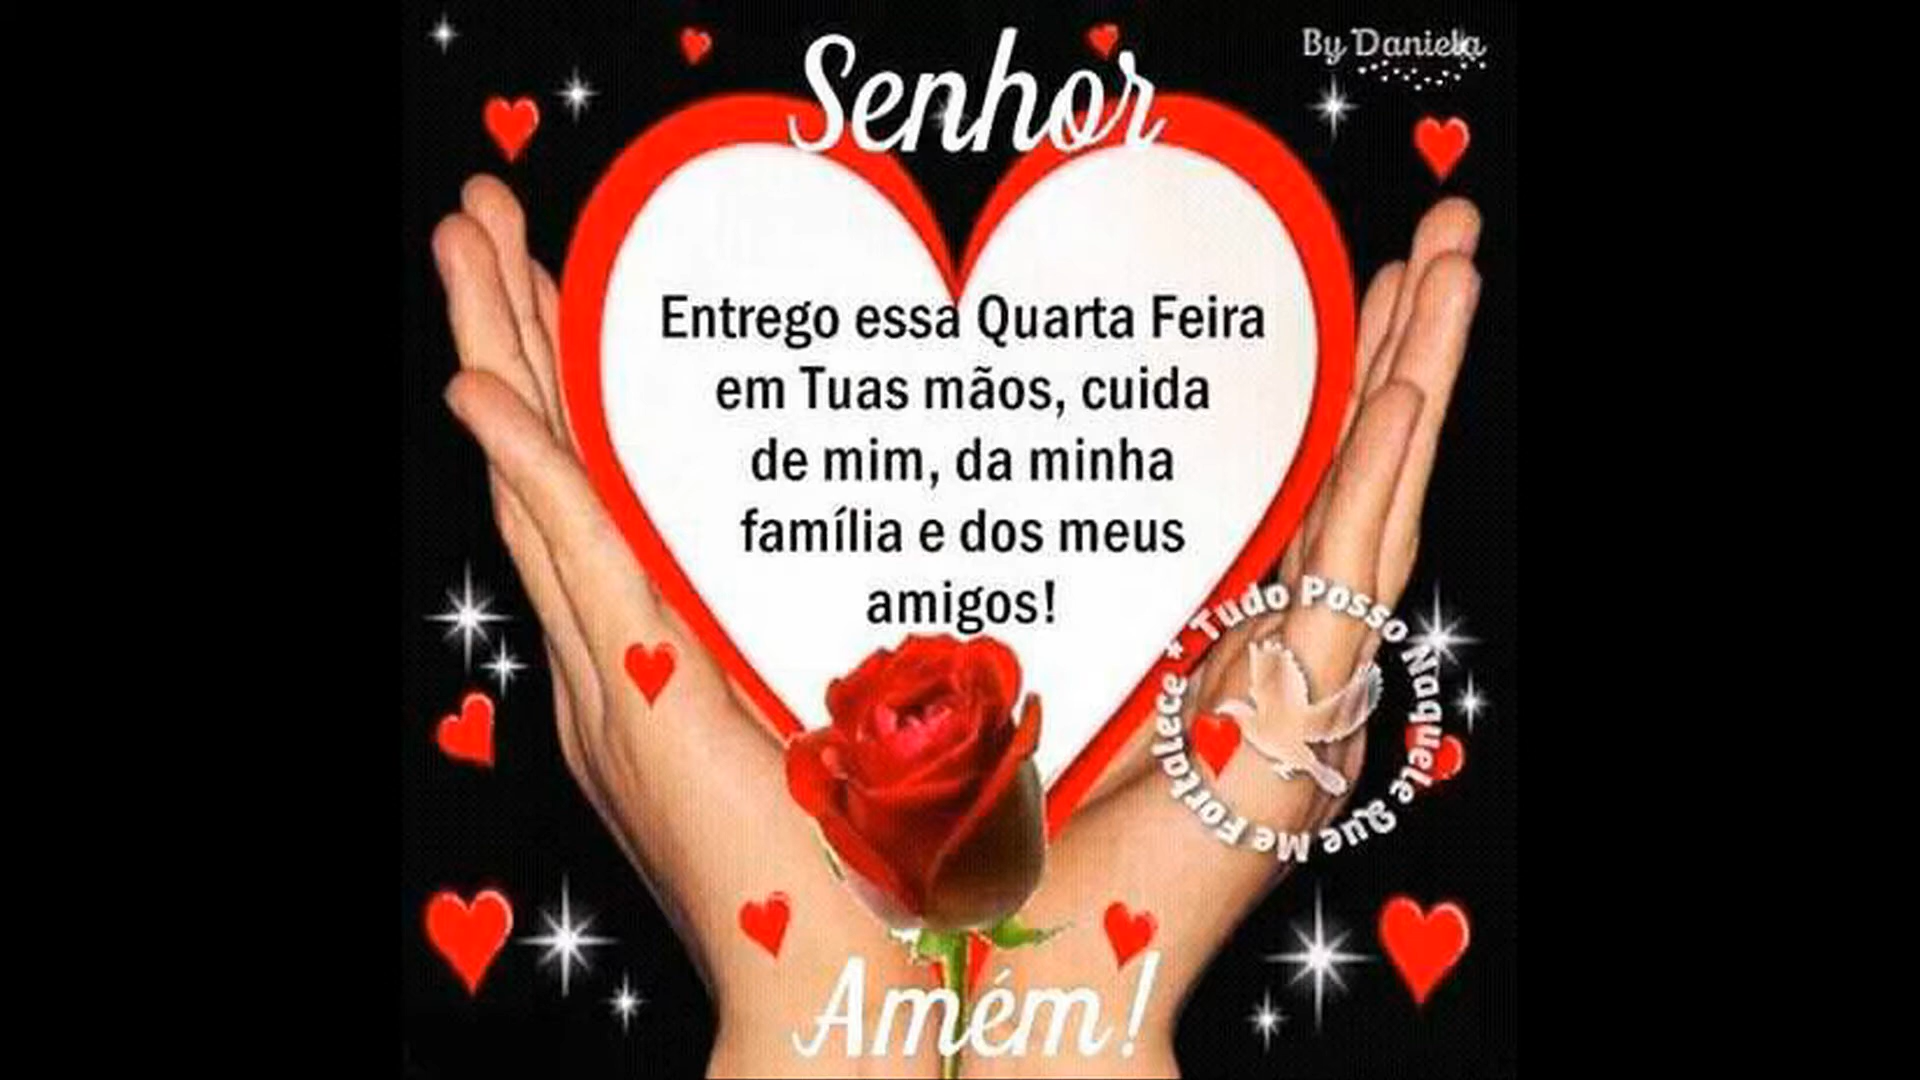 Senhor
By Daniela
Entrego essa Quarta Feira
em Tuas mãos, cuida
de mim, da minha
família e dos meus
amigos!
* Tudo Posso Naquele Que Me Fortalece
Amém!